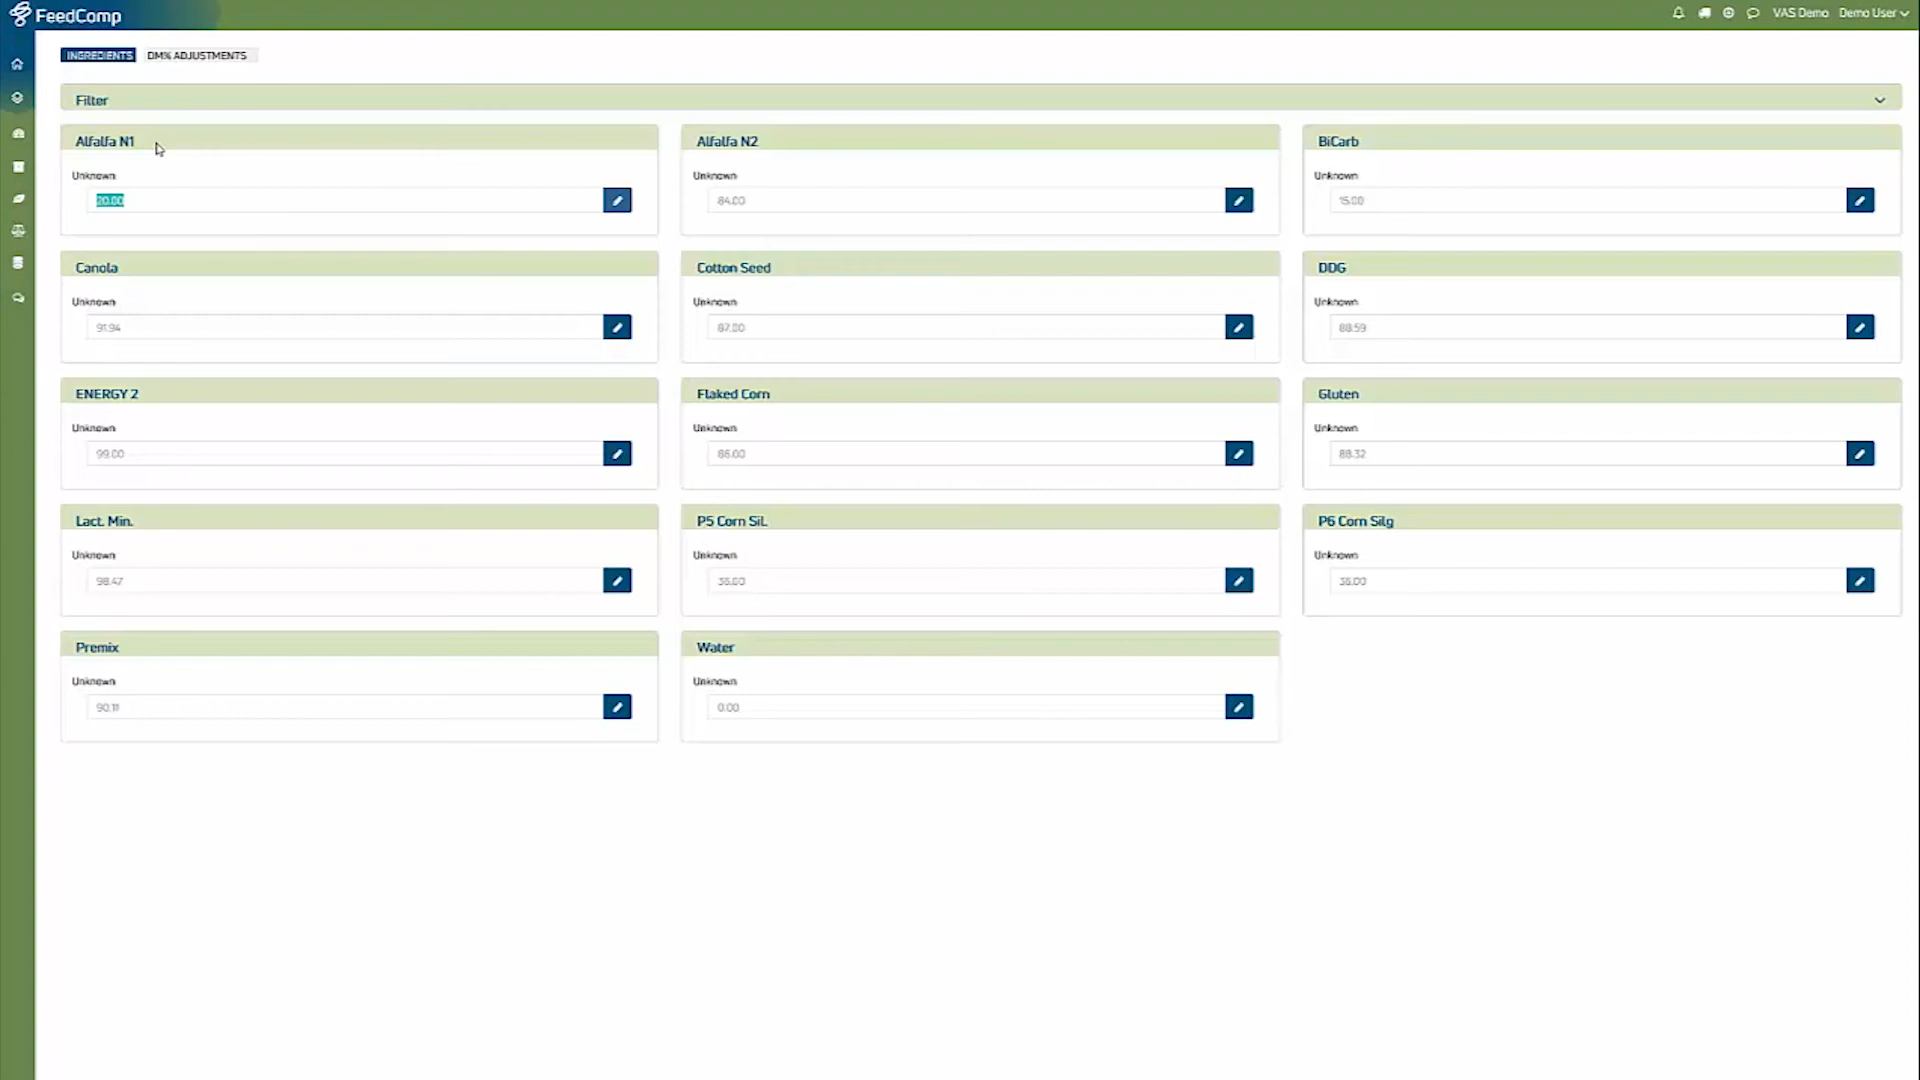 FeedComp
VAS Demo Demo User
INGREDIENTS DM% ADJUSTMENTS
Filter
Alfalfa N1 Alfalfa N2 BiCarb
Unknown Unknown Unknown
20.00 84.00 15.00
Canola Cotton Seed DDG
Unknown Unknown Unknown
91.94 87.00 88.59
ENERGY 2 Flaked Corn Gluten
Unknown Unknown Unknown
99.00 86.00 88.32
Lact. Min. P5 Corn Sil. P6 Corn Silg
Unknown Unknown Unknown
98.47 36.00 36.00
Premix Water
Unknown Unknown
90.11 0.00